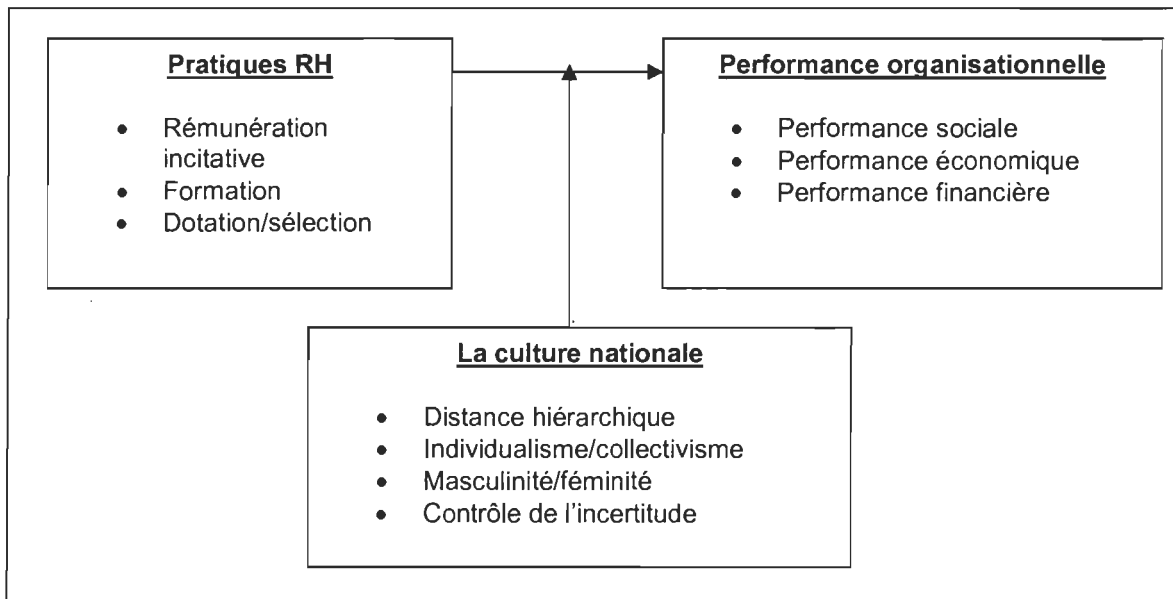 Pratiques RH
• Rémunération
incitative
• Formation
• Dotation/sélection
Performance organisationnelle
• Performance sociale
• Performance économique
• Performance financière
La culture nationale
• Distance hiérarchique
• Individualisme/collectivisme
• Masculinité/féminité
• Contrôle de l'incertitude